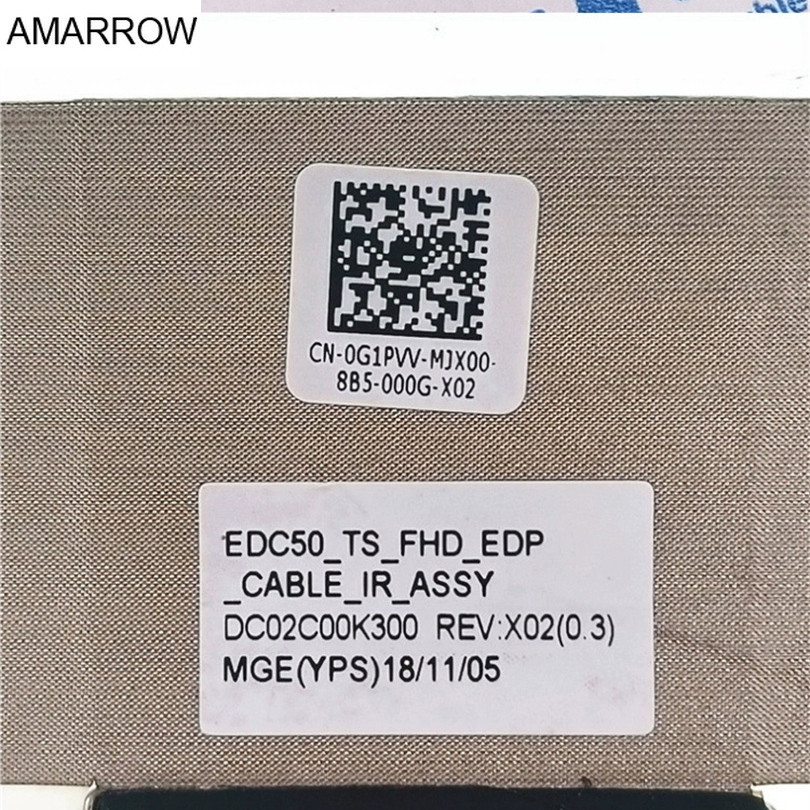 AMARROW
CN-0G1PVV-MJX00-
8B5-000G-X02
EDC50_TS_FHD_EDP
_CABLE_IR_ASSY
DC02C00K300 REV:X02(0.3)
MGE(YPS)18/11/05